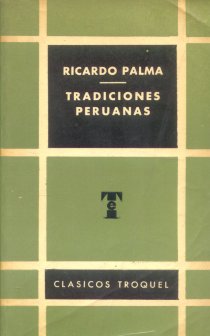 RICARDO PALMA
TRADICIONES
PERUANAS
CLASICOS TROQUEL